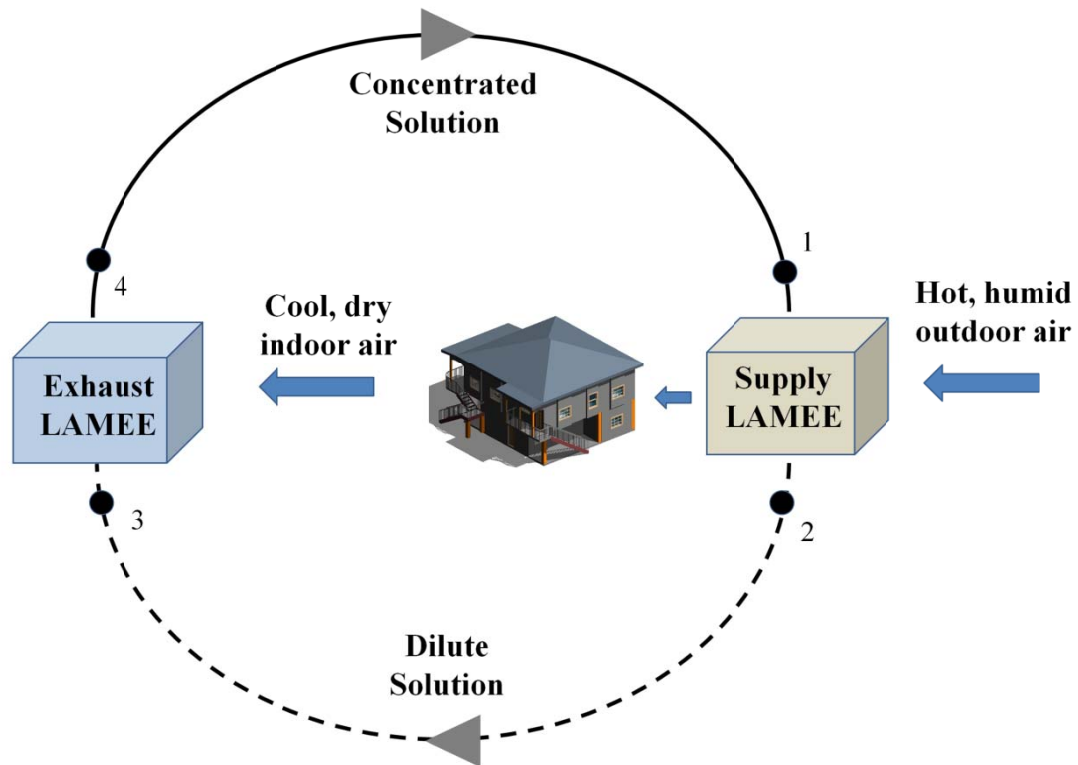 Concentrated
Solution
1
4
Hot, humid
outdoor air
Cool, dry
indoor air
Exhaust
LAMEE
Supply
LAMEE
3
2
Dilute
Solution